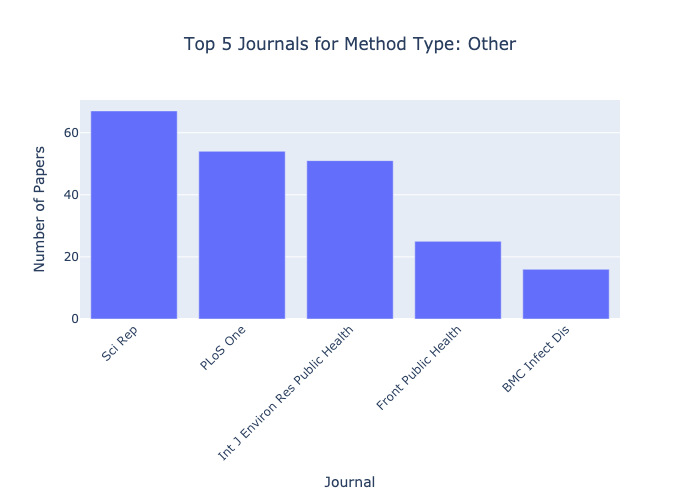 Top 5 Journals for Method Type: Other
Number of Papers
60
40
20
0
Sci Rep
PLoS One
Int J Environ Res Public Health
Front Public Health
BMC Infect Dis
Journal